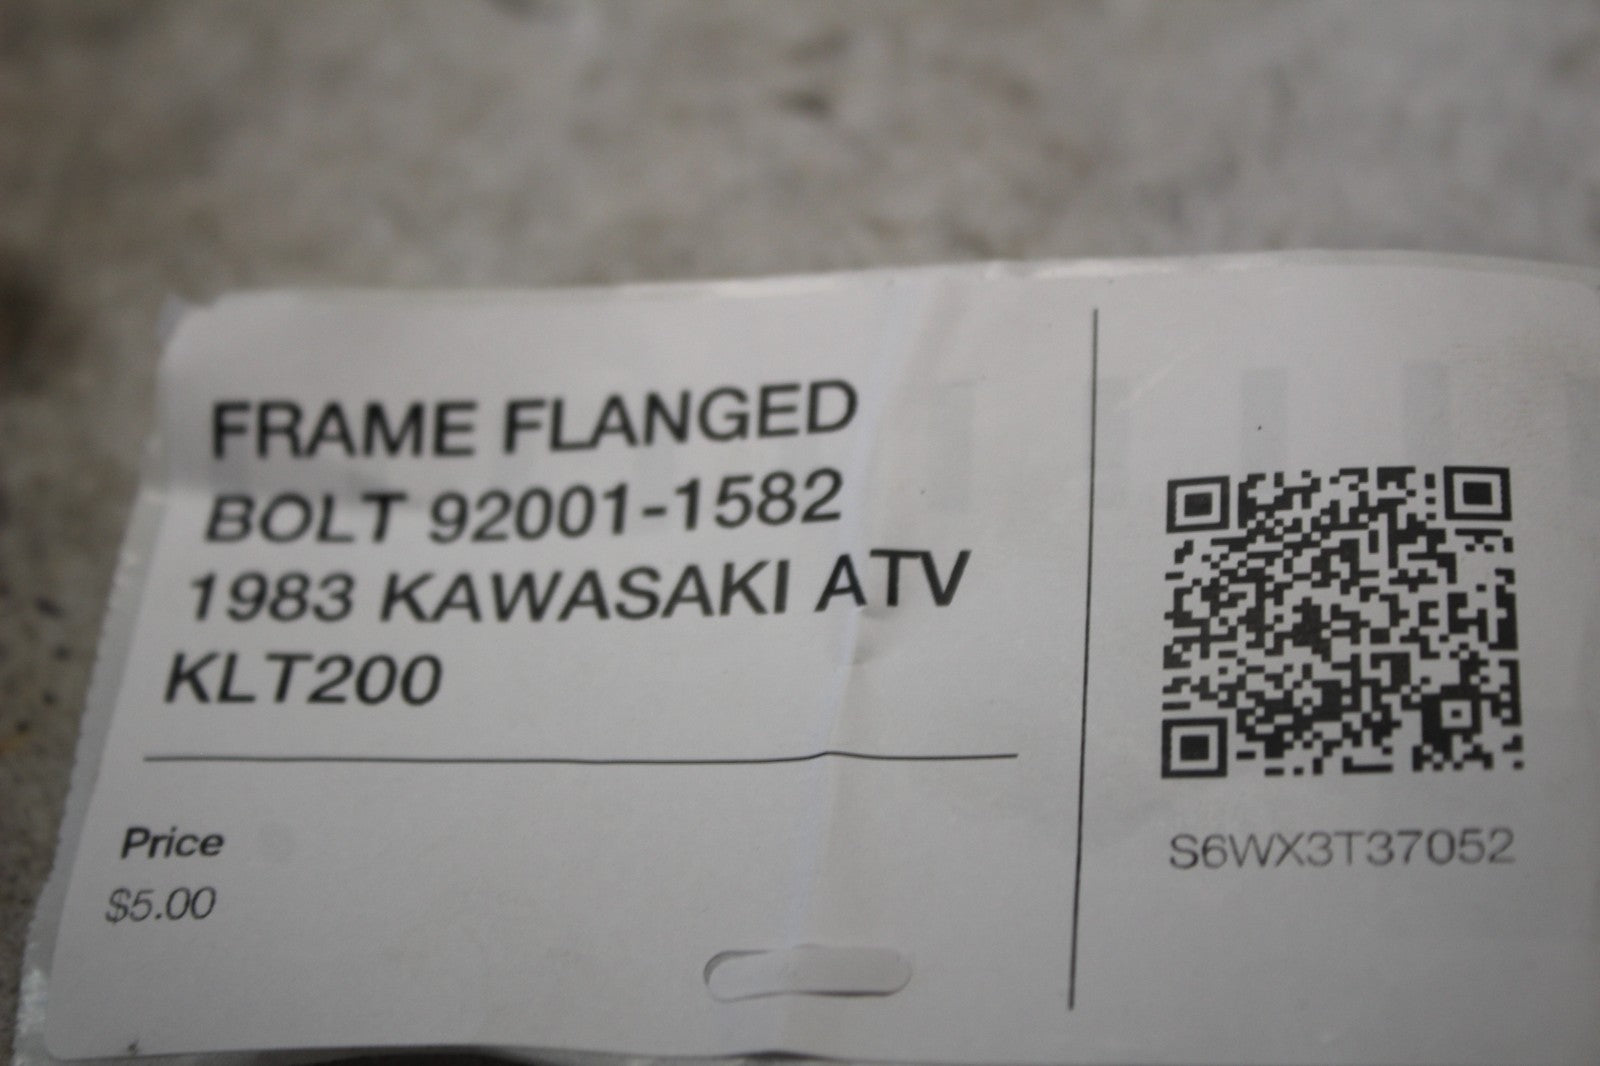 FRAME FLANGED
BOLT 92001-1582
1983 KAWASAKI ATV
KLT200
Price
$5.00
S6WX3T37052